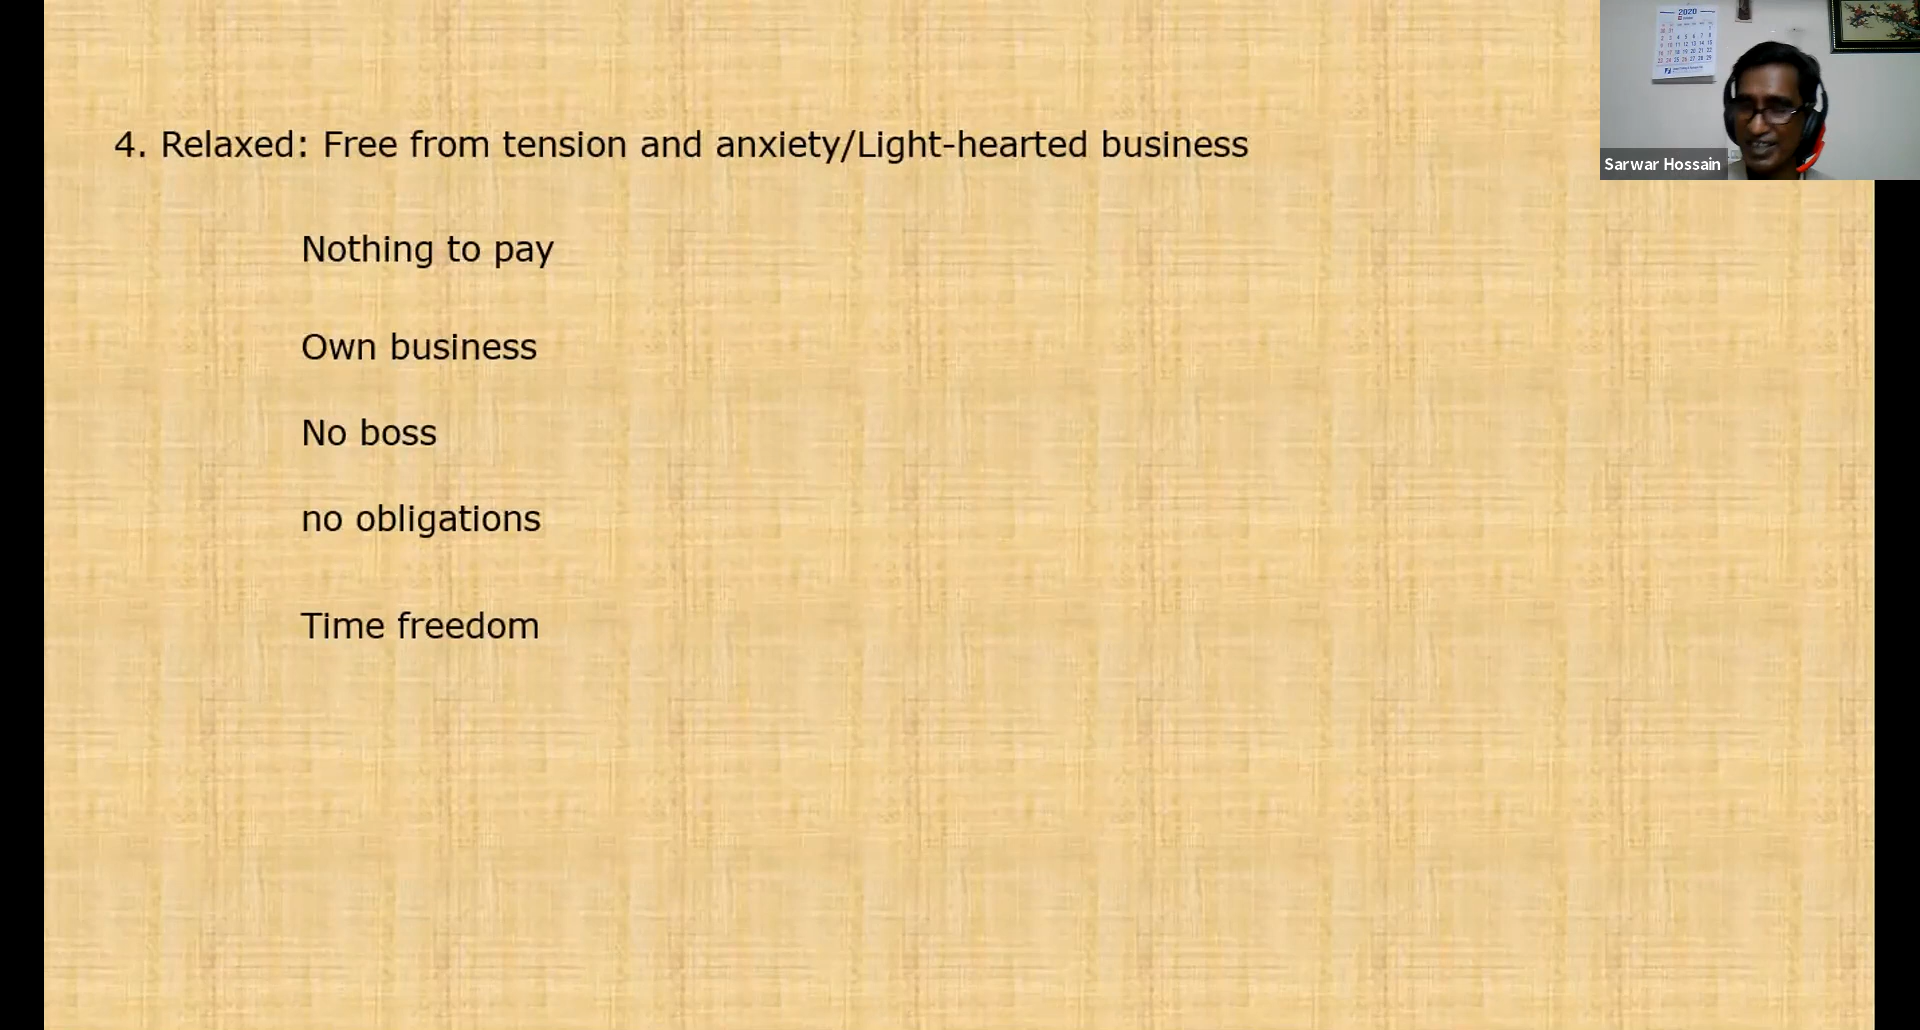 4. Relaxed: Free from tension and anxiety/Light-hearted business
Nothing to pay
Own business
No boss
no obligations
Time freedom
2020
Sarwar Hossain